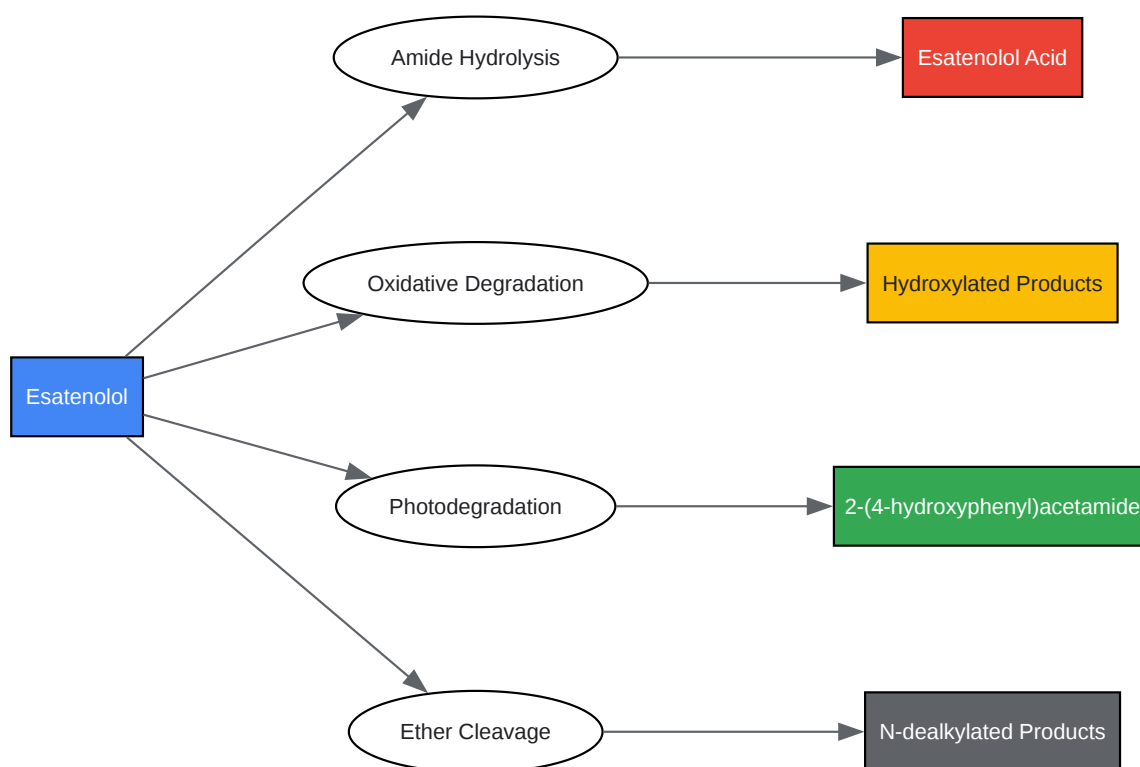 Amide Hydrolysis
Esatenolol Acid
Oxidative Degradation
Hydroxylated Products
Esatenolol
Photodegradation
2-(4-hydroxyphenyl)acetamide
Ether Cleavage
N-dealkylated Products